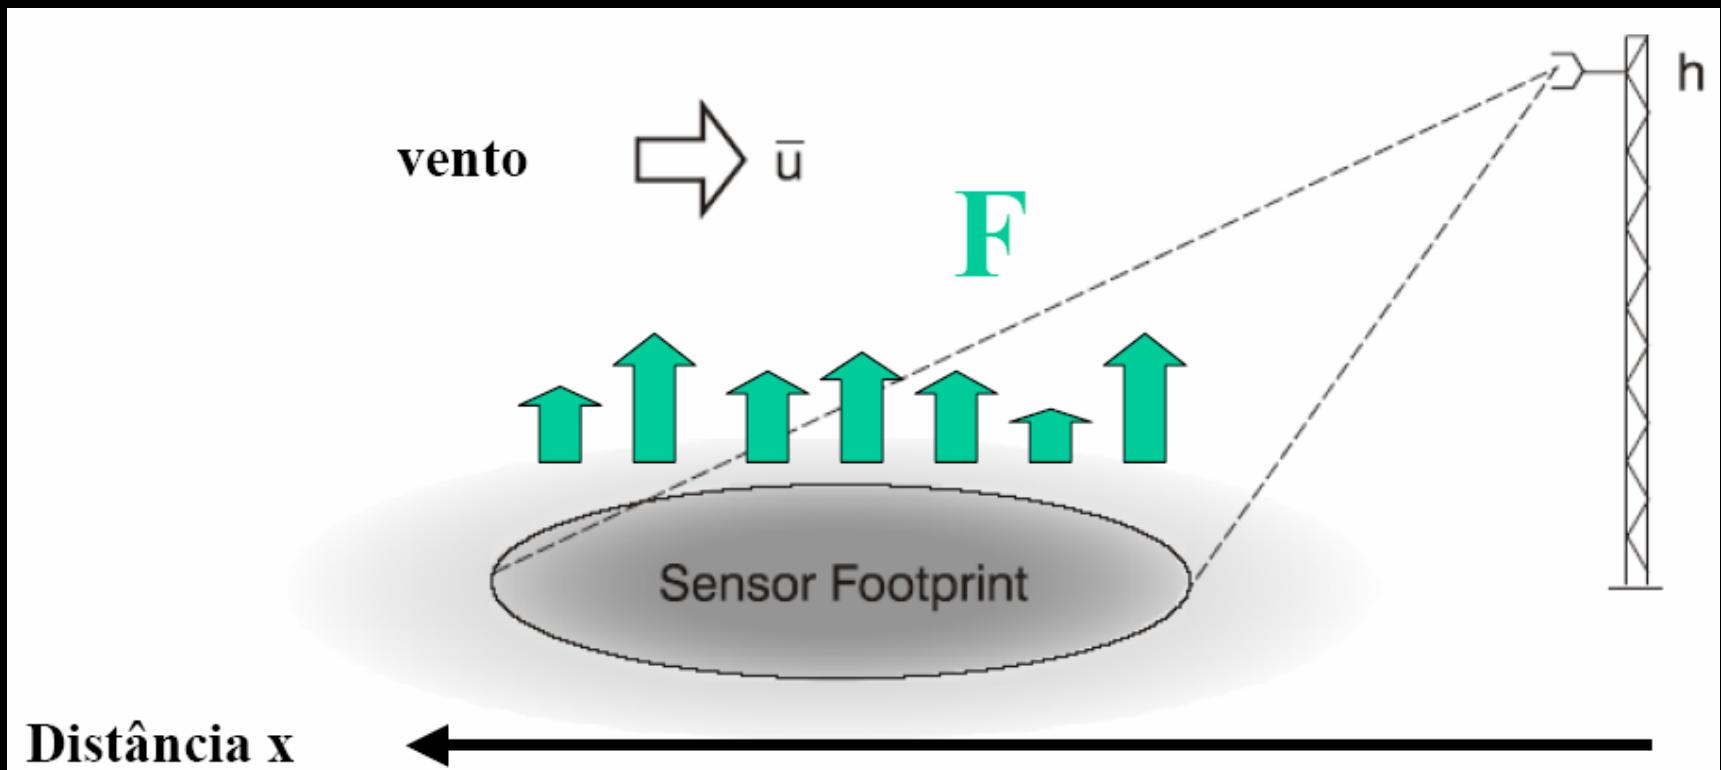 h
vento
ū
F
Sensor Footprint
Distância x